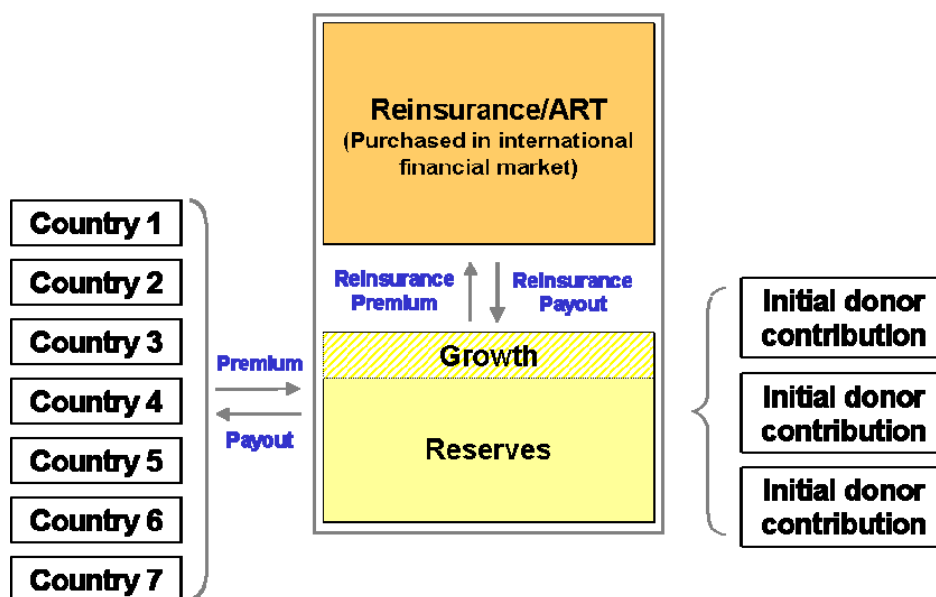 Reinsurance/ART
(Purchased in international
financial market)
Country 1
Country 2
Country 3
Country 4
Country 5
Country 6
Country 7
Premium
Payout
Reinsurance
Premium
Reinsurance
Payout
Growth
Reserves
Initial donor
contribution
Initial donor
contribution
Initial donor
contribution